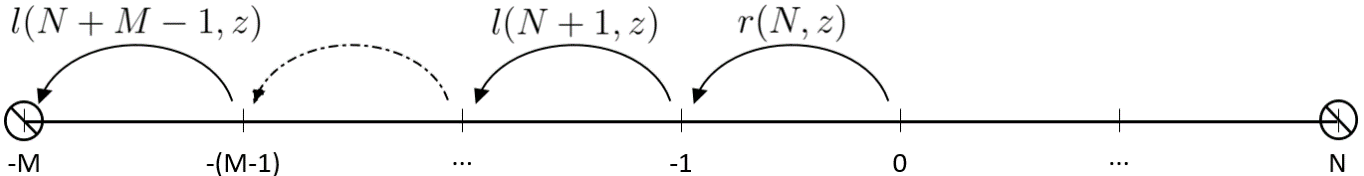 l(N + M − 1, z) l(N + 1, z) r(N, z)
-M -(M-1) ... -1 0 ... N